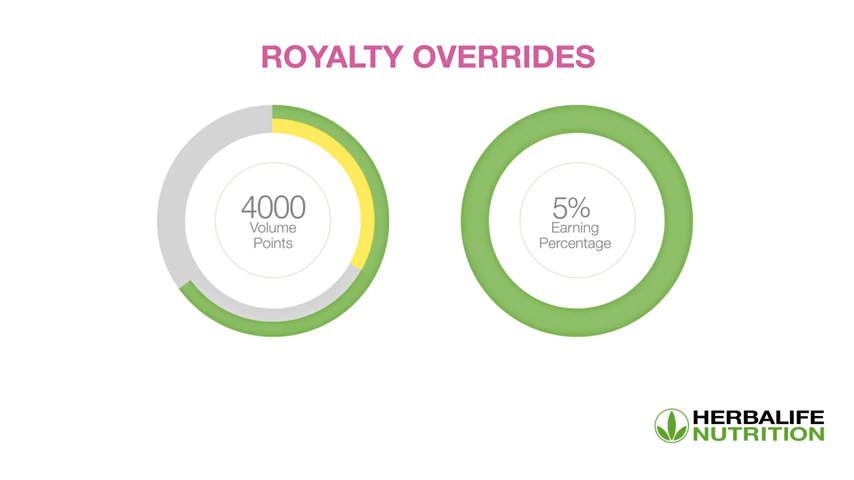 ROYALTY OVERRIDES
4000
Volume
Points
5%
Earning
Percentage
HERBALIFE
NUTRITION